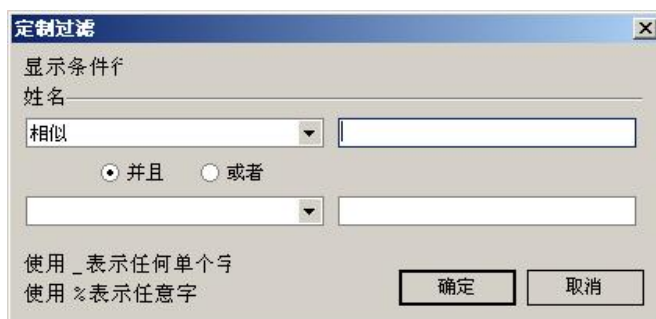 定制过滤
显示条件行
姓名
相似
并且 或者
使用 _表示任何单个字
使用 %表示任意字
确定 取消